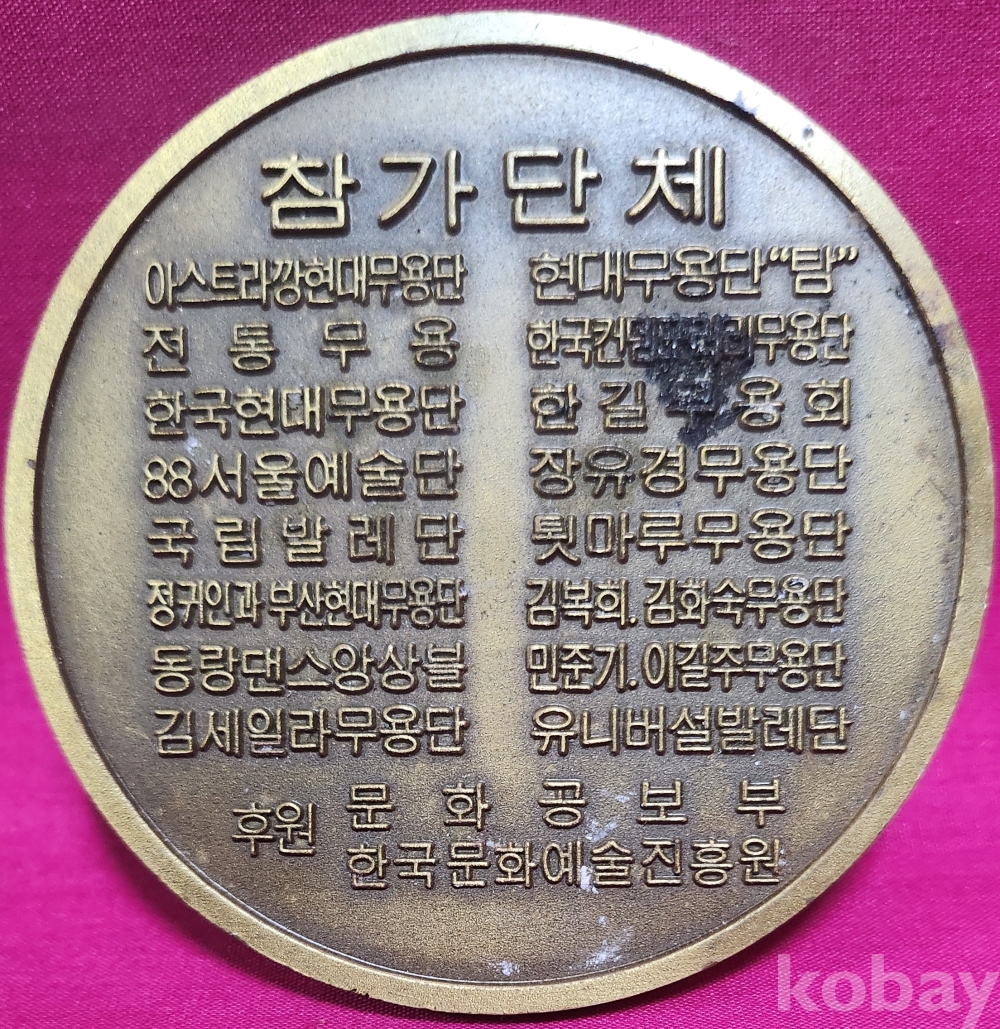 참가단체
아스트라깡현대무용단
전통무용
한국현대무용단
88서울예술단
국립발레단
정귀인과 부산현대무용단
동랑댄스앙상블
김세일라무용단
현대무용단“탐”
한길무용회
장유경무용단
툇마루무용단
김복희.김화숙무용단
민준기.이길주무용단
유니버설발레단
후원 문화공보부
한국문화예술진흥원
kobay